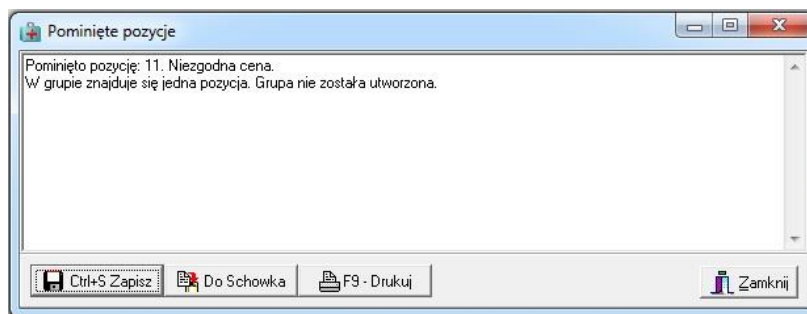 Pominięte pozycje
Pominięto pozycję: 11. Niezgodna cena.
W grupie znajduje się jedna pozycja. Grupa nie została utworzona.
Ctrl+S Zapisz
Do Schowka
F9 - Drukuj
Zamknij